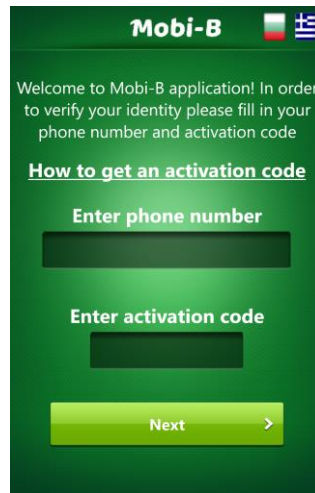 Mobi-B
Welcome to Mobi-B application! In order
to verify your identity please fill in your
phone number and activation code
How to get an activation code
Enter phone number
Enter activation code
Next